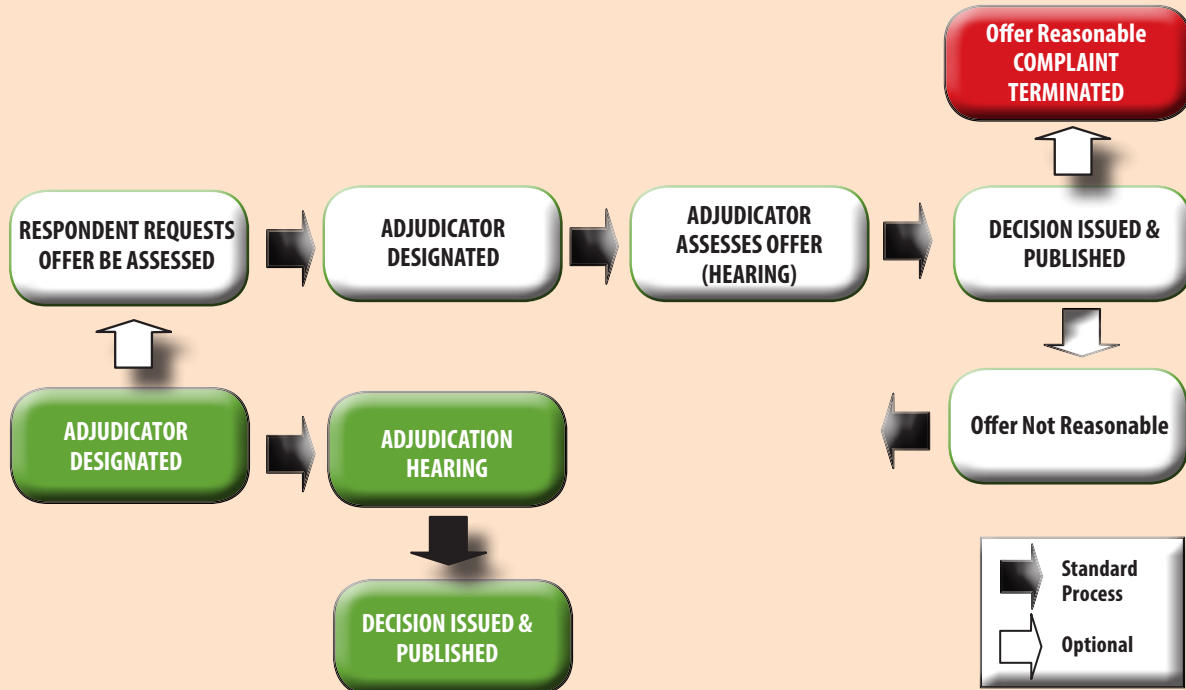 Offer Reasonable
COMPLAINT
TERMINATED
RESPONDENT REQUESTS
OFFER BE ASSESSED
ADJUDICATOR
DESIGNATED
ADJUDICATOR
ASSESSES OFFER
(HEARING)
DECISION ISSUED &
PUBLISHED
ADJUDICATOR
DESIGNATED
ADJUDICATION
HEARING
Offer Not Reasonable
DECISION ISSUED &
PUBLISHED
Standard
Process
Optional